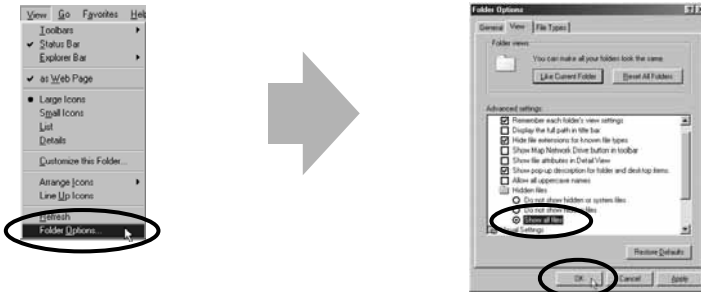 View Go Favorites Hel
Toolbars
Status Bar
Explorer Bar
as Web Page
Large Icons
Small Icons
List
Details
Customize this Folder...
Arrange Icons
Line Up Icons
Refresh
Folder Options...
Folder Options
General View File Types
Folder views
You can make all your folders look the same.
Like Current Folder Reset All Folders
Advanced settings:
Remember each folder's view settings
Display the full path in title bar
Hide file extensions for known file types
Show Map Network Drive button in toolbar
Show file attributes in Detail View
Show pop-up description for folder and desktop items.
Allow all uppercase names
Hidden files
Do not show hidden or system files
Do not show hidden files
Show all files
Visual Settings
Restore Defaults
OK Cancel Apply